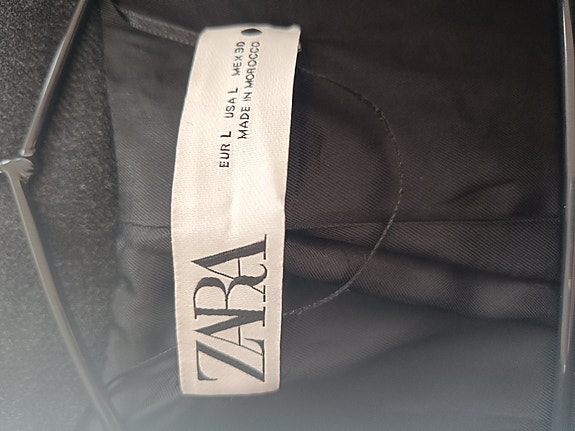 ZARA
EUR L USA L MEX 30
MADE IN MOROCCO